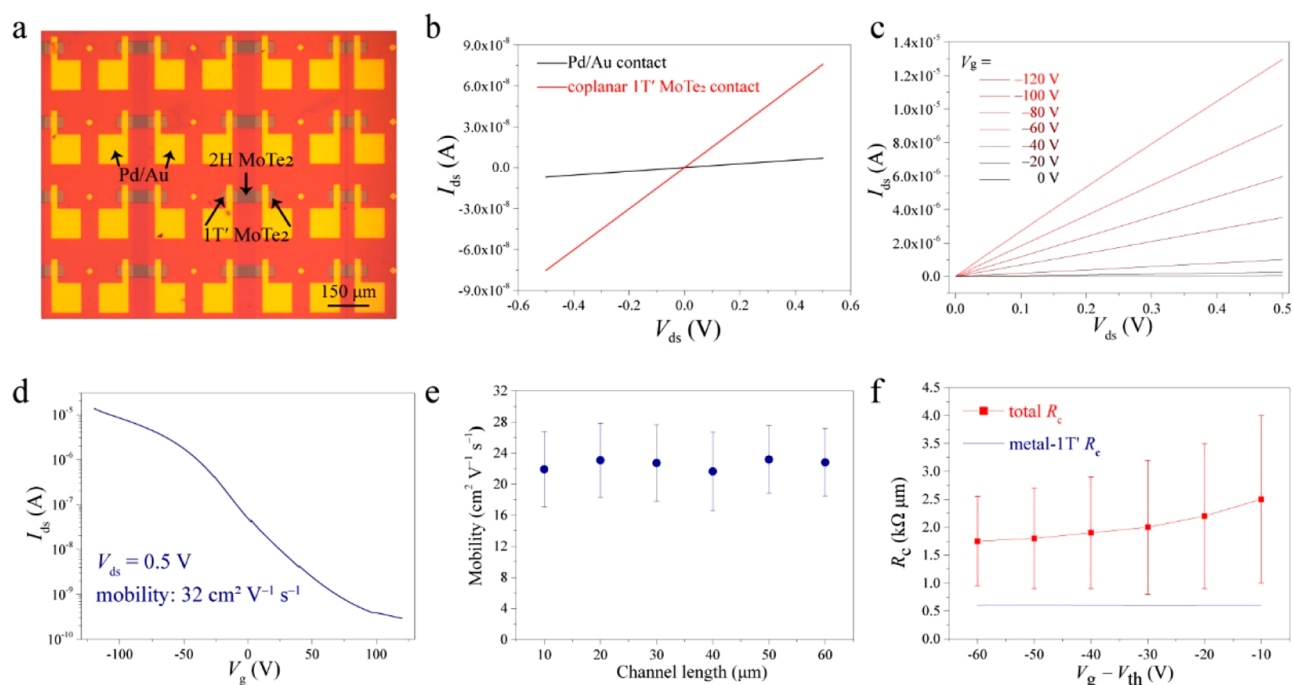 a
Pd/Au
2H MoTe₂
1T′ MoTe₂
150 μm
b
9.0x10⁻⁸
6.0x10⁻⁸
3.0x10⁻⁸
0.0
-3.0x10⁻⁸
-6.0x10⁻⁸
-9.0x10⁻⁸
Ids (A)
Pd/Au contact
coplanar 1T′ MoTe₂ contact
-0.6 -0.4 -0.2 0.0 0.2 0.4 0.6
Vds (V)
c
1.4x10⁻⁵
1.2x10⁻⁵
1.0x10⁻⁵
8.0x10⁻⁶
6.0x10⁻⁶
4.0x10⁻⁶
2.0x10⁻⁶
0.0
Ids (A)
Vg =
–120 V
–100 V
–80 V
–60 V
–40 V
–20 V
0 V
0.0 0.1 0.2 0.3 0.4 0.5
Vds (V)
d
10⁻⁵
10⁻⁶
10⁻⁷
10⁻⁸
10⁻⁹
10⁻¹⁰
Ids (A)
Vds = 0.5 V
mobility: 32 cm² V⁻¹ s⁻¹
-100 -50 0 50 100
Vg (V)
e
32
28
24
20
16
12
8
4
0
Mobility (cm² V⁻¹ s⁻¹)
10 20 30 40 50 60
Channel length (μm)
f
4.5
4.0
3.5
3.0
2.5
2.0
1.5
1.0
0.5
0.0
Rc (kΩ μm)
total Rc
metal-1T′ Rc
-60 -50 -40 -30 -20 -10
Vg – Vth (V)